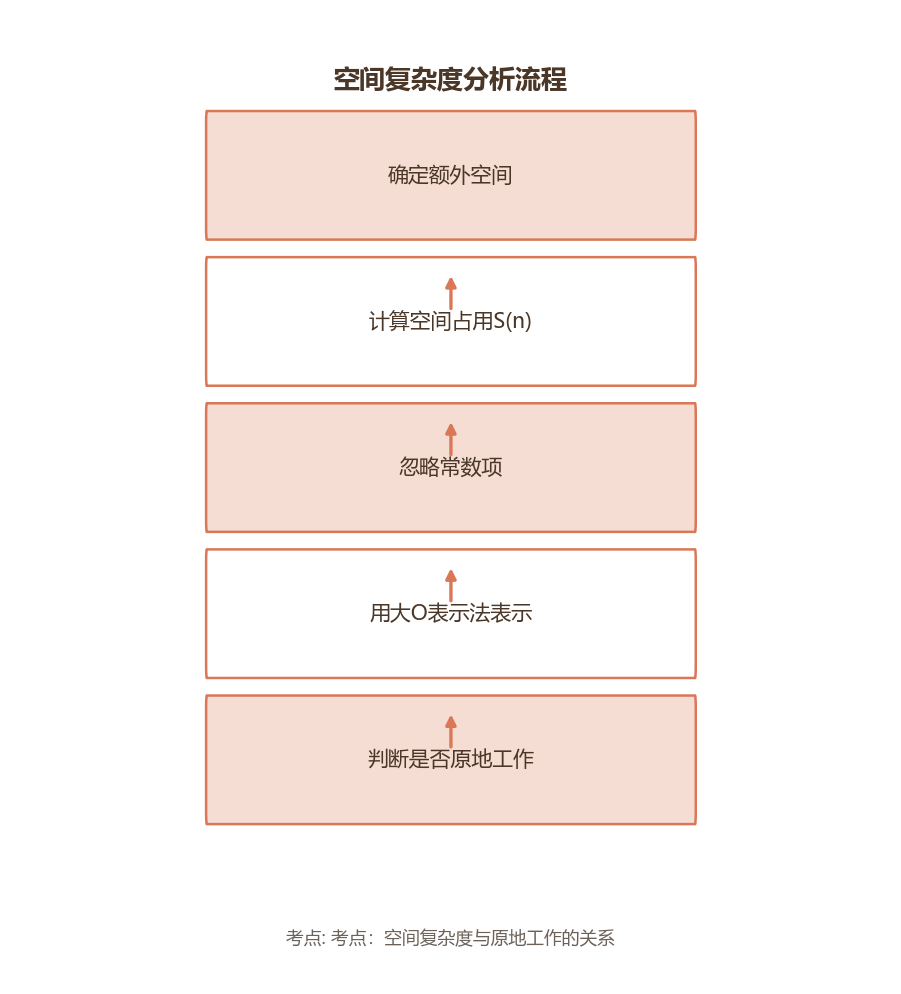 空间复杂度分析流程
确定额外空间
计算空间占用S(n)
忽略常数项
用大O表示法表示
判断是否原地工作
考点: 考点：空间复杂度与原地工作的关系